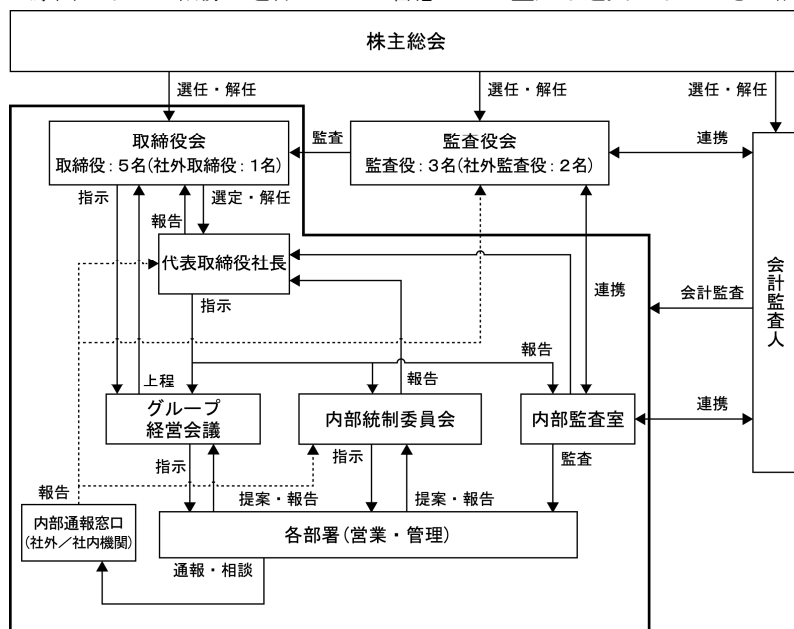 株主総会
選任・解任
選任・解任
選任・解任
取締役会
取締役：5名(社外取締役：1名)
監査
監査役会
監査役：3名(社外監査役：2名)
連携
指示
選定・解任
報告
代表取締役社長
指示
連携
会計監査
会計監査人
報告
上程
報告
グループ
経営会議
内部統制委員会
内部監査室
連携
指示
指示
監査
報告
提案・報告
提案・報告
内部通報窓口
(社外／社内機関)
各部署(営業・管理)
通報・相談